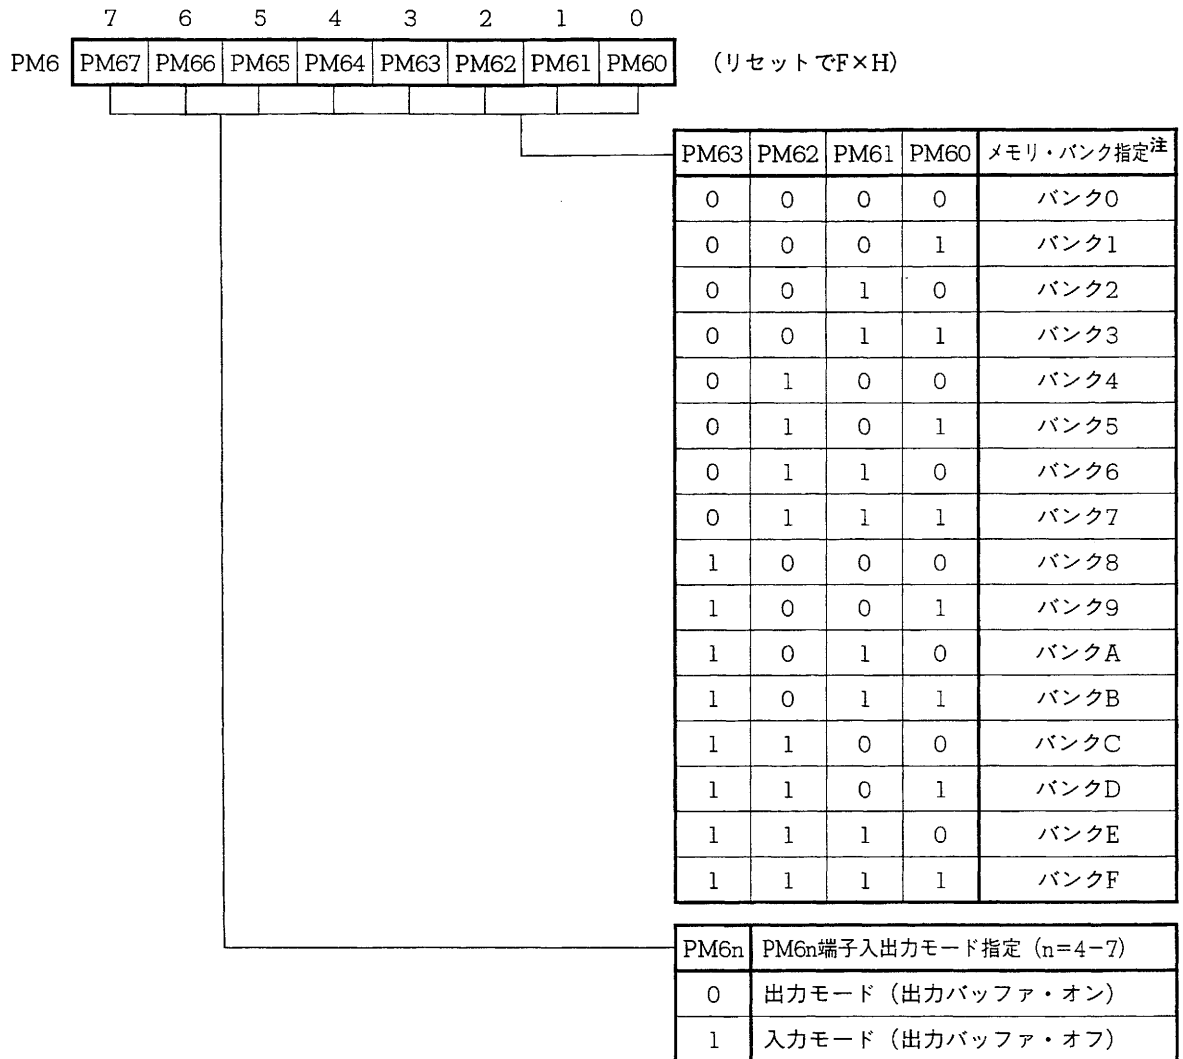 7 6 5 4 3 2 1 0
PM6 PM67 PM66 PM65 PM64 PM63 PM62 PM61 PM60 (リセットでF×H)
PM63 PM62 PM61 PM60 メモリ・バンク指定注
0 0 0 0 バンク0
0 0 0 1 バンク1
0 0 1 0 バンク2
0 0 1 1 バンク3
0 1 0 0 バンク4
0 1 0 1 バンク5
0 1 1 0 バンク6
0 1 1 1 バンク7
1 0 0 0 バンク8
1 0 0 1 バンク9
1 0 1 0 バンクA
1 0 1 1 バンクB
1 1 0 0 バンクC
1 1 0 1 バンクD
1 1 1 0 バンクE
1 1 1 1 バンクF
PM6n PM6n端子入出力モード指定 (n=4-7)
0 出力モード (出力バッファ・オン)
1 入力モード (出力バッファ・オフ)